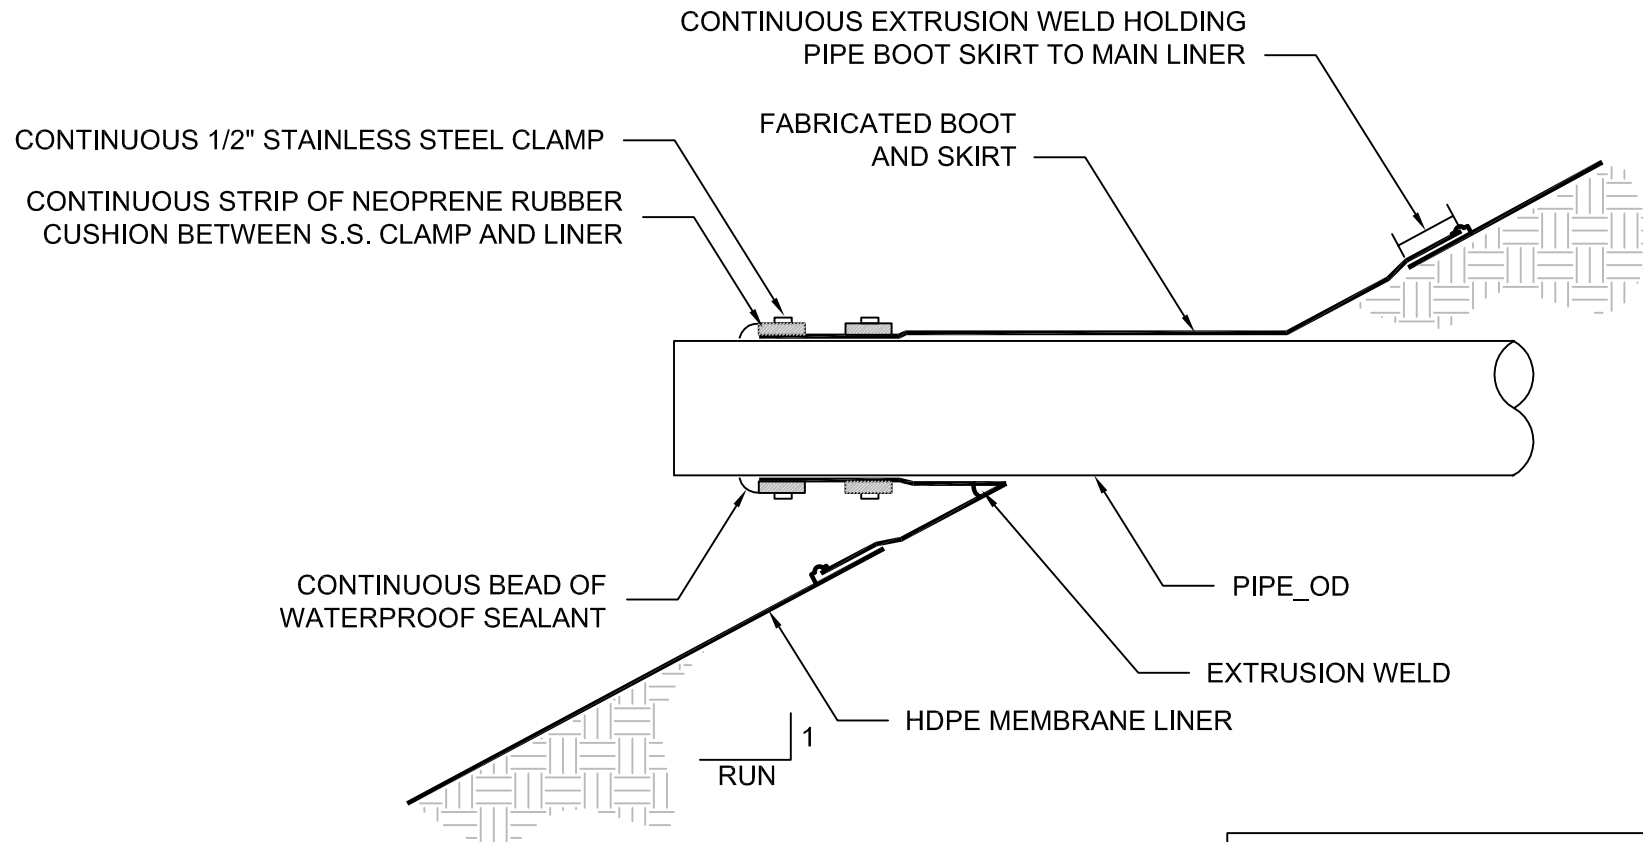 CONTINUOUS EXTRUSION WELD HOLDING
PIPE BOOT SKIRT TO MAIN LINER
FABRICATED BOOT
AND SKIRT
CONTINUOUS 1/2" STAINLESS STEEL CLAMP
CONTINUOUS STRIP OF NEOPRENE RUBBER
CUSHION BETWEEN S.S. CLAMP AND LINER
CONTINUOUS BEAD OF
WATERPROOF SEALANT
PIPE_OD
EXTRUSION WELD
HDPE MEMBRANE LINER
1
RUN